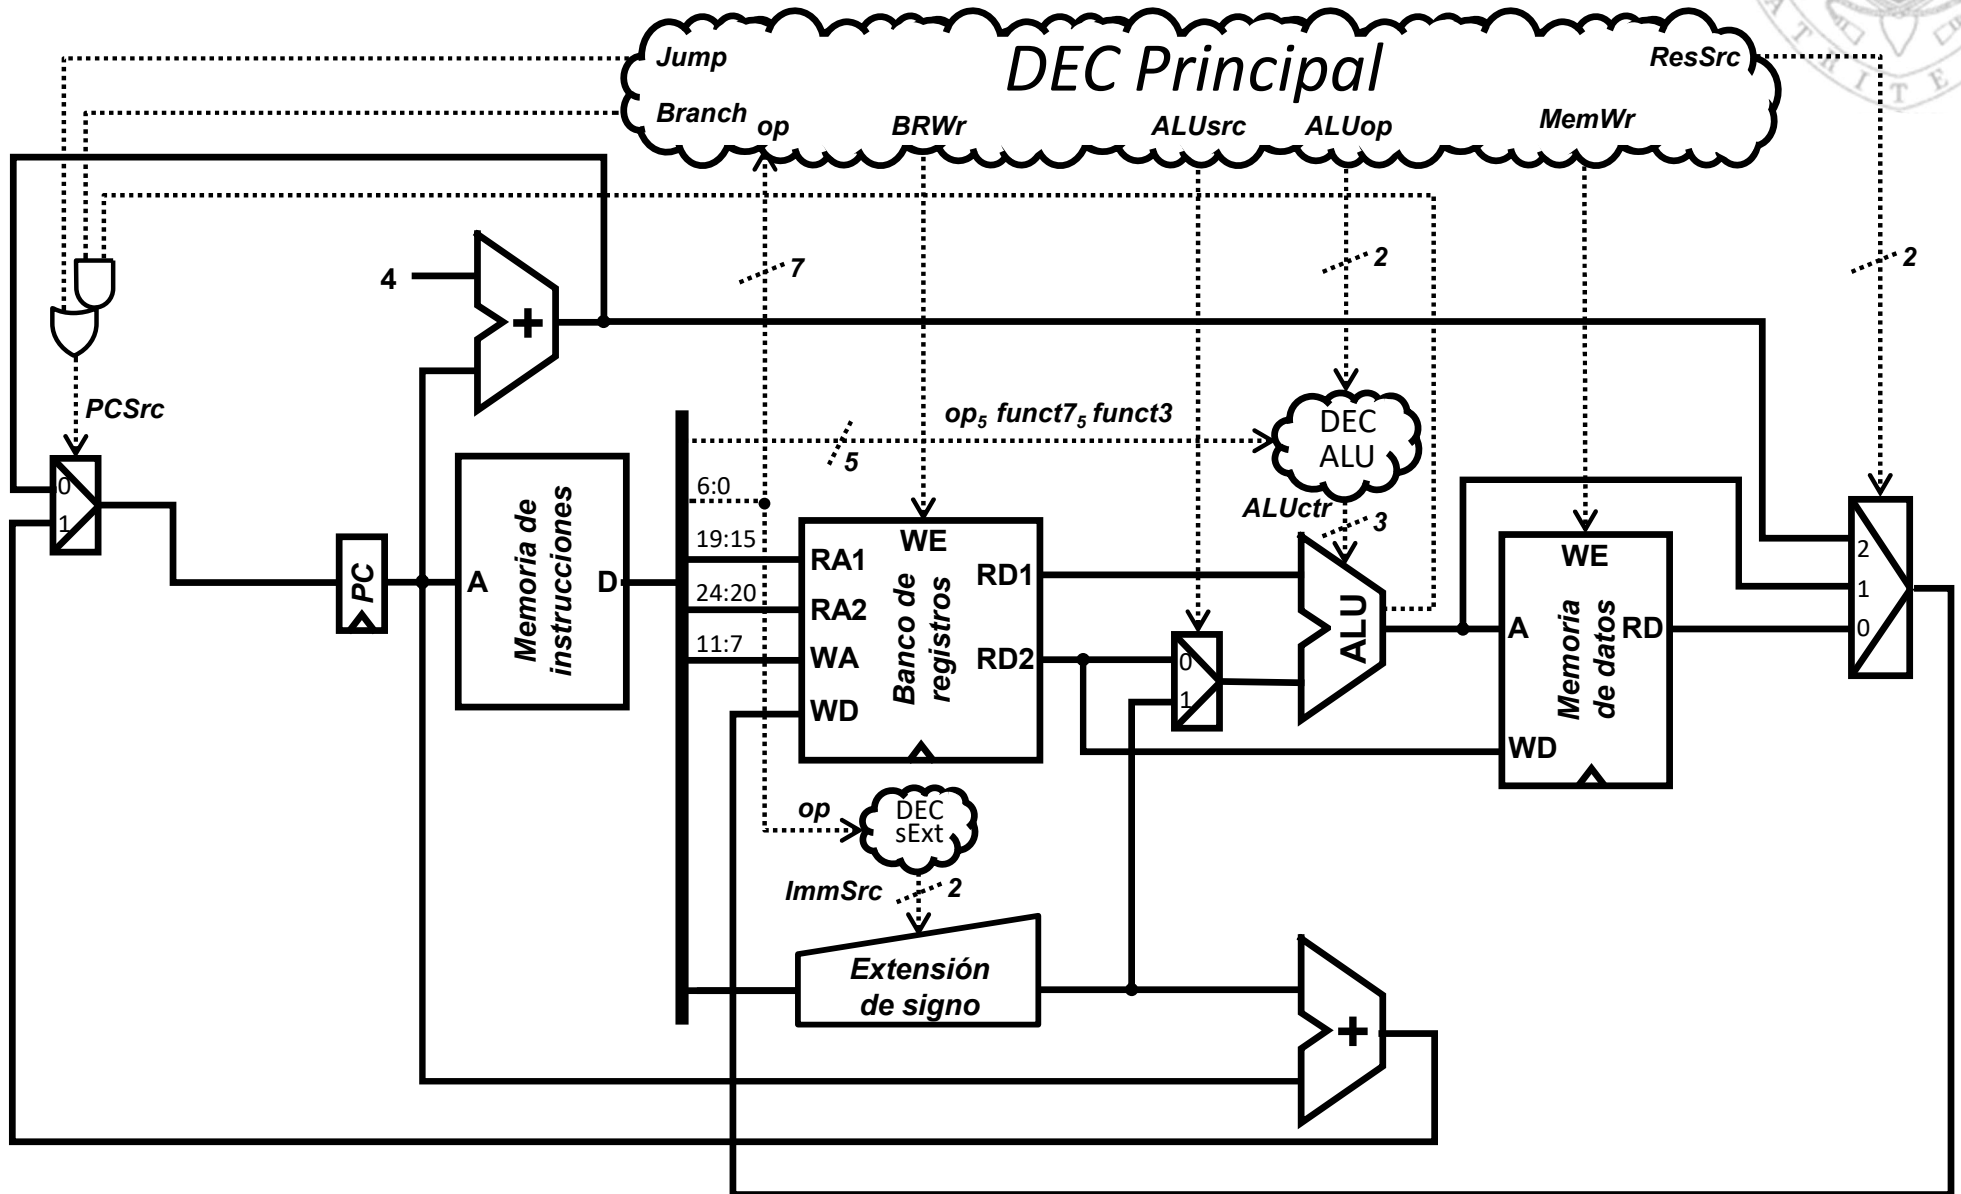 Jump
DEC Principal
ResSrc
Branch
op
BRWr
ALUsrc
ALUop
MemWr
ATRITE
4
+
7
2
2
PCSrc
op5 funct75 funct3
5
DEC
ALU
0
1
6:0
ALUctr
3
Memoria de
instrucciones
A
D
PC
19:15
24:20
11:7
RA1
RA2
WA
WD
WE
RD1
RD2
Banco de
registros
0
1
ALU
WE
A
RD
WD
Memoria
de datos
2
1
0
op
DEC
sExt
ImmSrc
2
Extensión
de signo
+